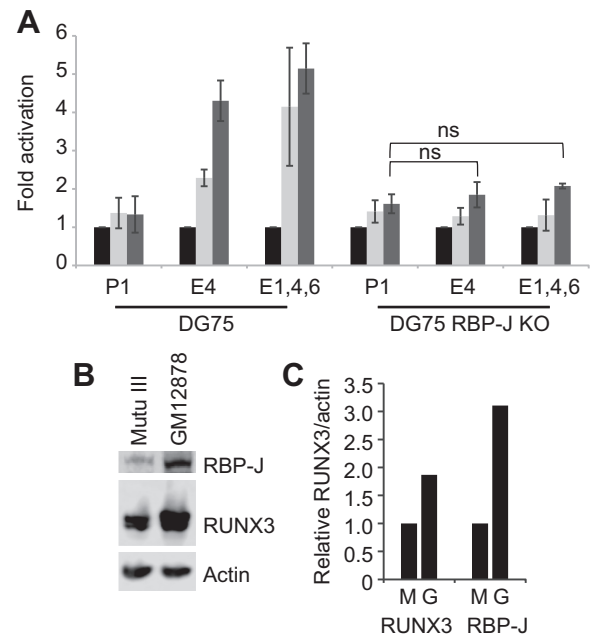 A
Fold activation
6
5
4
3
2
1
0
ns
ns
P1 E4 E1,4,6 P1 E4 E1,4,6
DG75 DG75 RBP-J KO
B
Mutu III
GM12878
RBP-J
RUNX3
Actin
C
Relative RUNX3/actin
3.5
3.0
2.5
2.0
1.5
1.0
0.5
0
M G M G
RUNX3 RBP-J